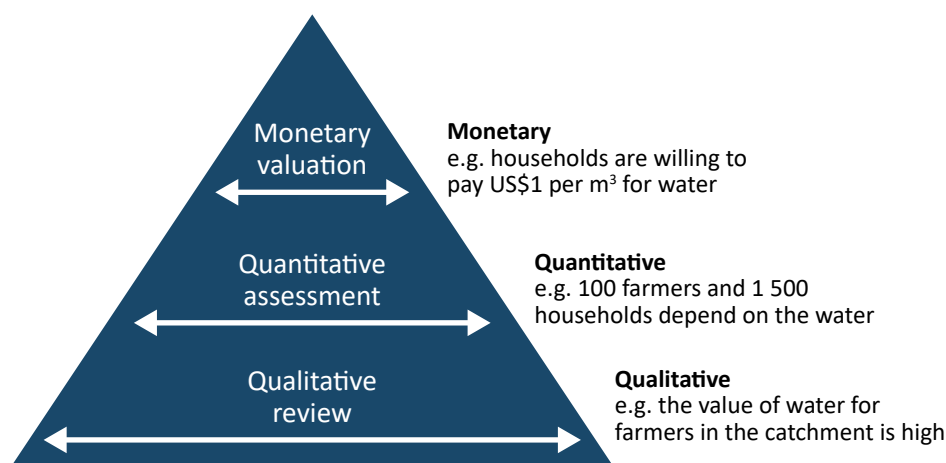 Monetary
valuation
Monetary
e.g. households are willing to
pay US$1 per m³ for water
Quantitative
assessment
Quantitative
e.g. 100 farmers and 1 500
households depend on the water
Qualitative
review
Qualitative
e.g. the value of water for
farmers in the catchment is high